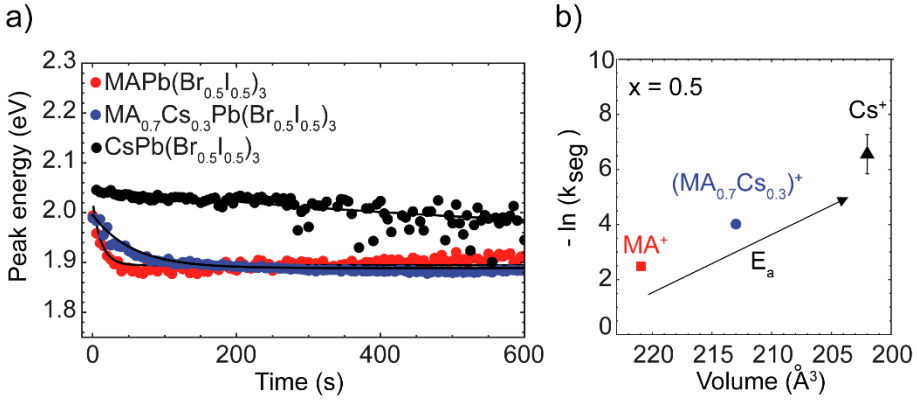 a)
2.3
2.2
2.1
2.0
1.9
1.8
Peak energy (eV)
MAPb(Br0.5I0.5)3
MA0.7Cs0.3Pb(Br0.5I0.5)3
CsPb(Br0.5I0.5)3
0 200 400 600
Time (s)
b)
10
8
6
4
2
0
- ln (kseg)
x = 0.5
Cs+
(MA0.7Cs0.3)+
MA+
Ea
220 215 210 205 200
Volume (Å3)